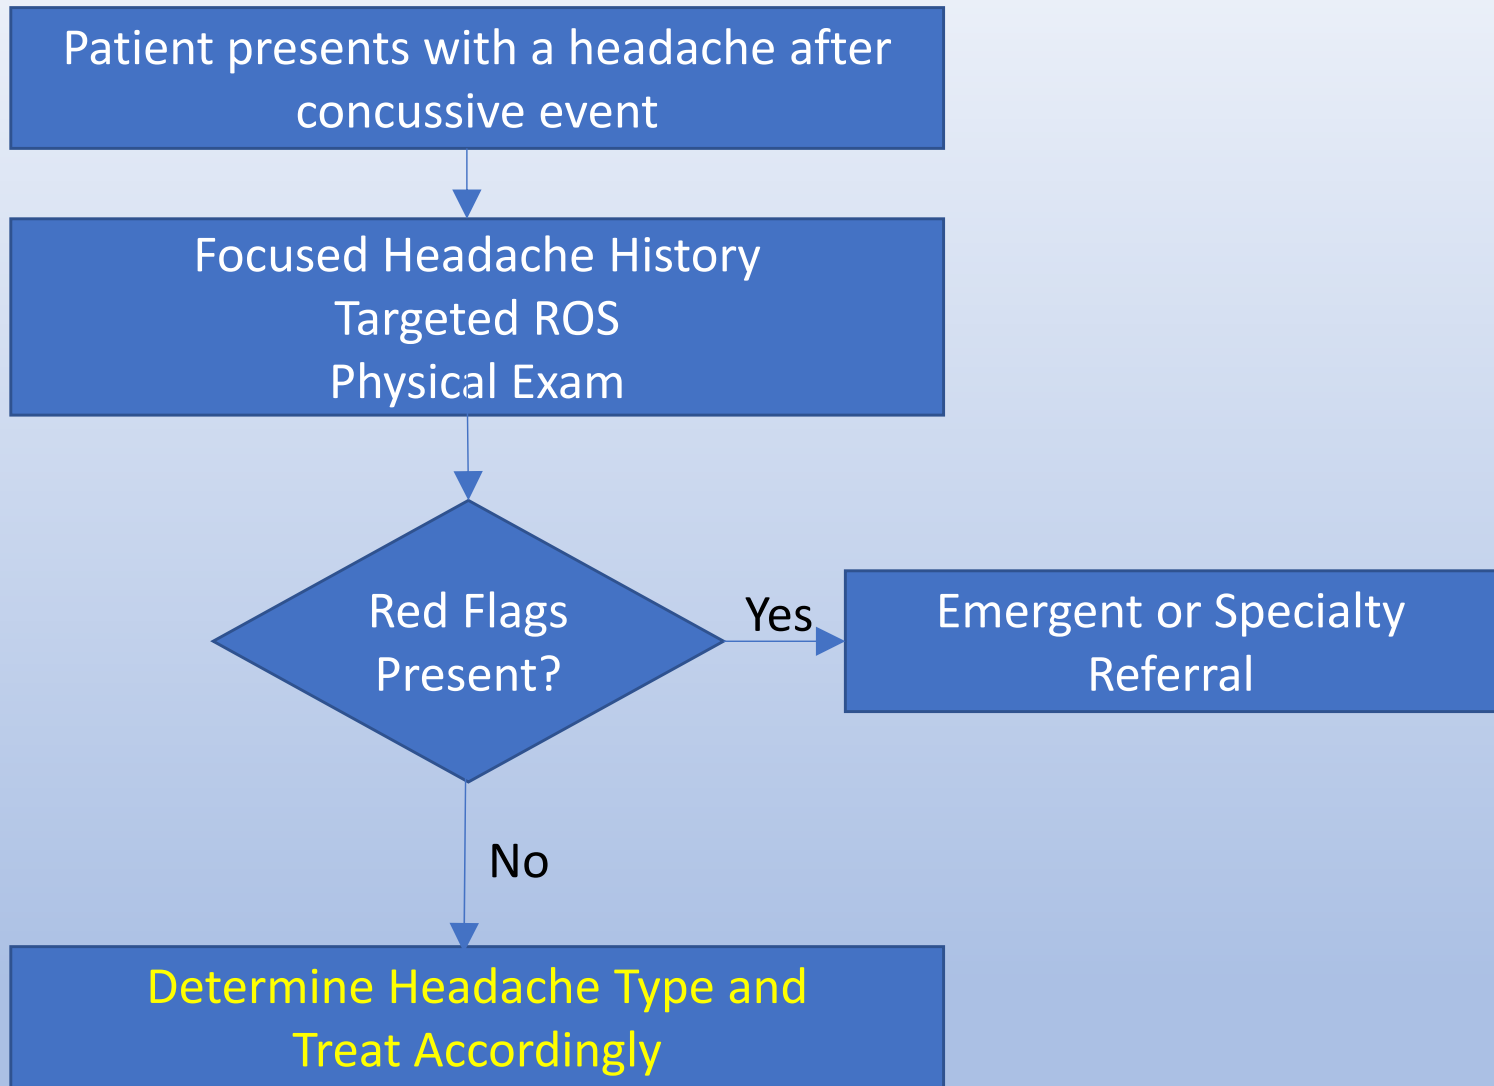 Patient presents with a headache after
concussive event
Focused Headache History
Targeted ROS
Physical Exam
Red Flags
Present?
Yes
Emergent or Specialty
Referral
No
Determine Headache Type and
Treat Accordingly